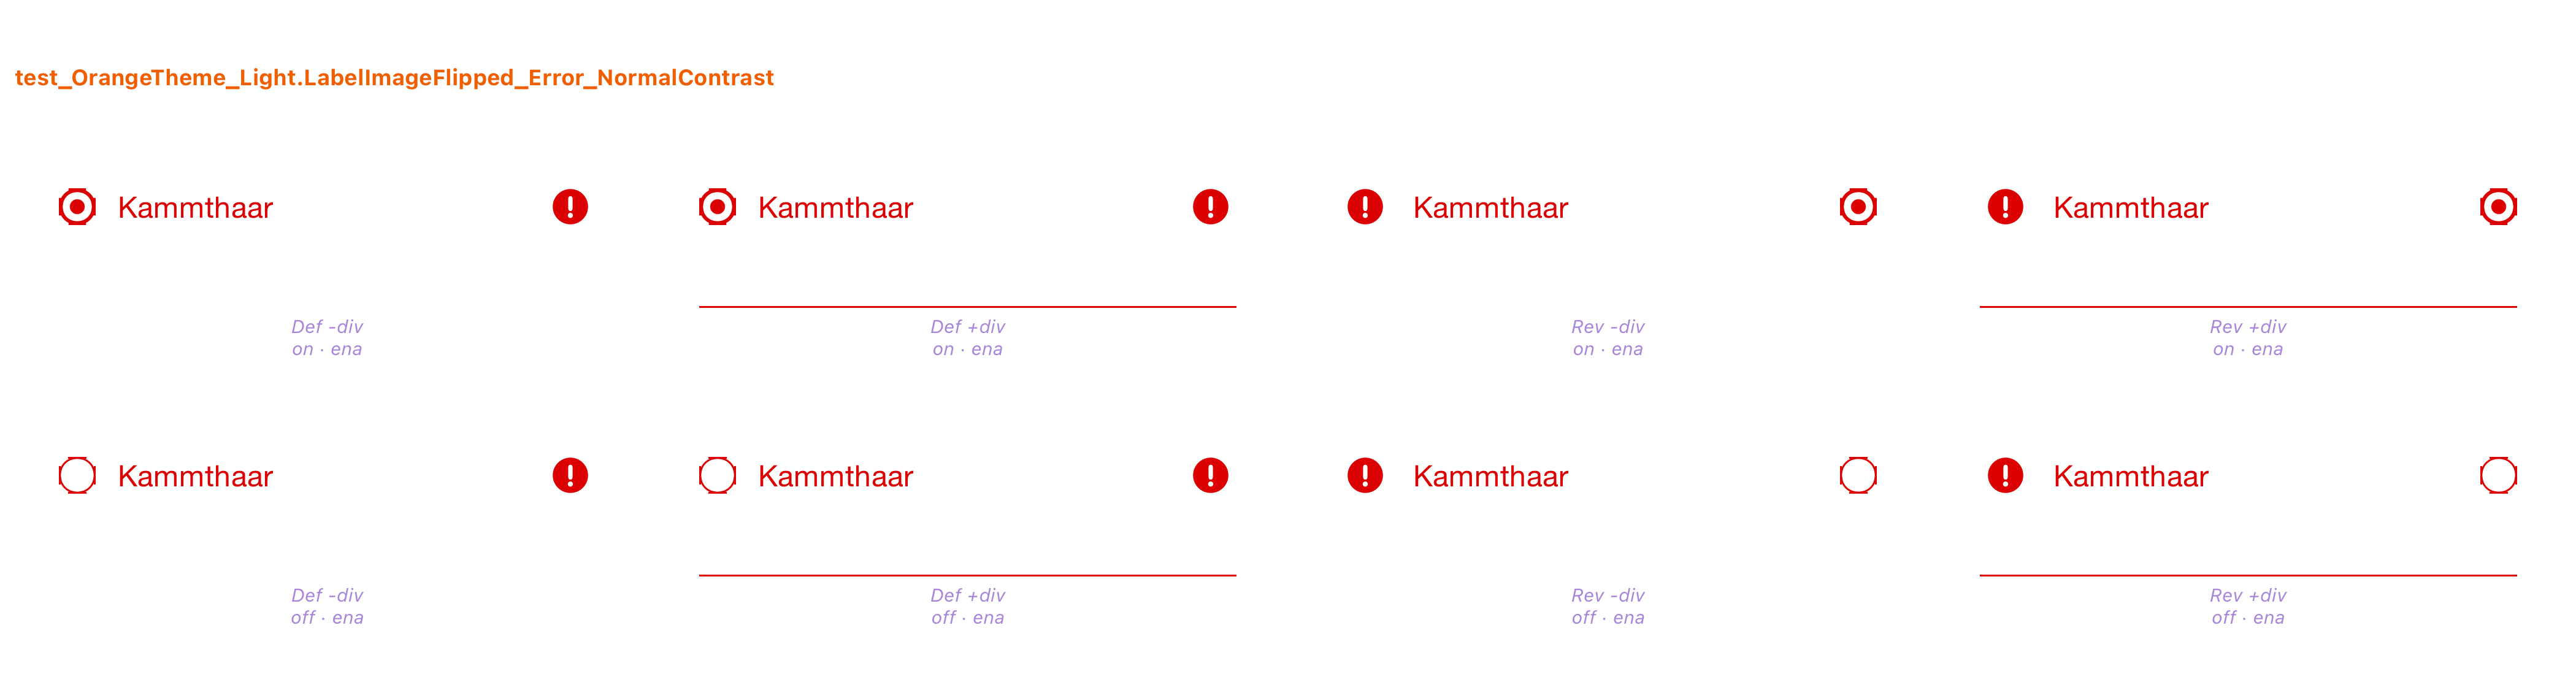 test_OrangeTheme_Light.LabelImageFlipped_Error_NormalContrast
Kammthaar
Kammthaar
Kammthaar
Kammthaar
Def -div
on · ena
Def +div
on · ena
Rev -div
on · ena
Rev +div
on · ena
Kammthaar
Kammthaar
Kammthaar
Kammthaar
Def -div
off · ena
Def +div
off · ena
Rev -div
off · ena
Rev +div
off · ena